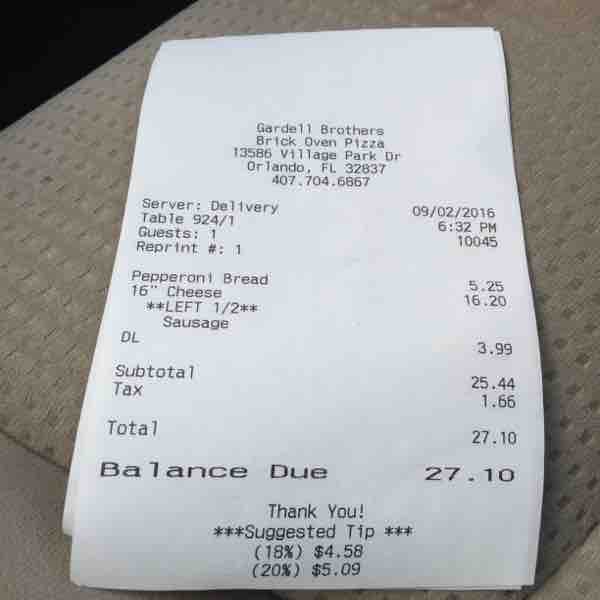 Gardell Brothers
Brick Oven Pizza
13586 Village Park Dr
Orlando, FL 32837
407.704.6867
Server: Delivery 09/02/2016
Table 924/1 6:32 PM
Guests: 1 10045
Reprint #: 1
Pepperoni Bread 5.25
16" Cheese 16.20
**LEFT 1/2**
Sausage
DL 3.99
Subtotal 25.44
Tax 1.66
Total 27.10
Balance Due 27.10
Thank You!
***Suggested Tip ***
(18%) $4.58
(20%) $5.09